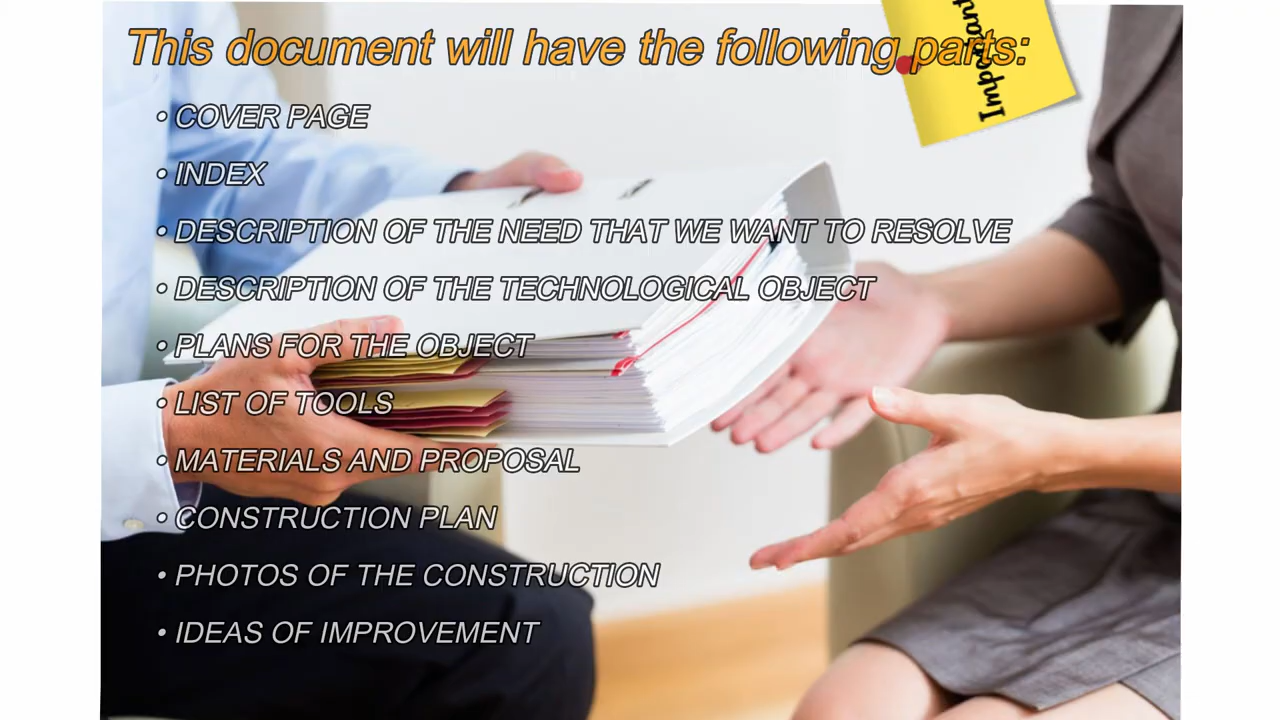 This document will have the following parts:
• COVER PAGE
• INDEX
• DESCRIPTION OF THE NEED THAT WE WANT TO RESOLVE
• DESCRIPTION OF THE TECHNOLOGICAL OBJECT
• PLANS FOR THE OBJECT
• LIST OF TOOLS
• MATERIALS AND PROPOSAL
• CONSTRUCTION PLAN
• PHOTOS OF THE CONSTRUCTION
• IDEAS OF IMPROVEMENT
Important